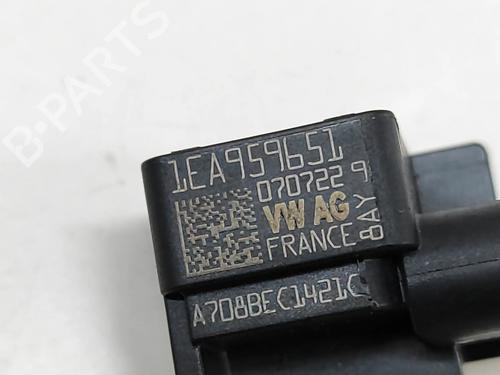 B-PARTS
1EA959651
070722 9
VW AG
FRANCE
8AY
A708BEC1421C